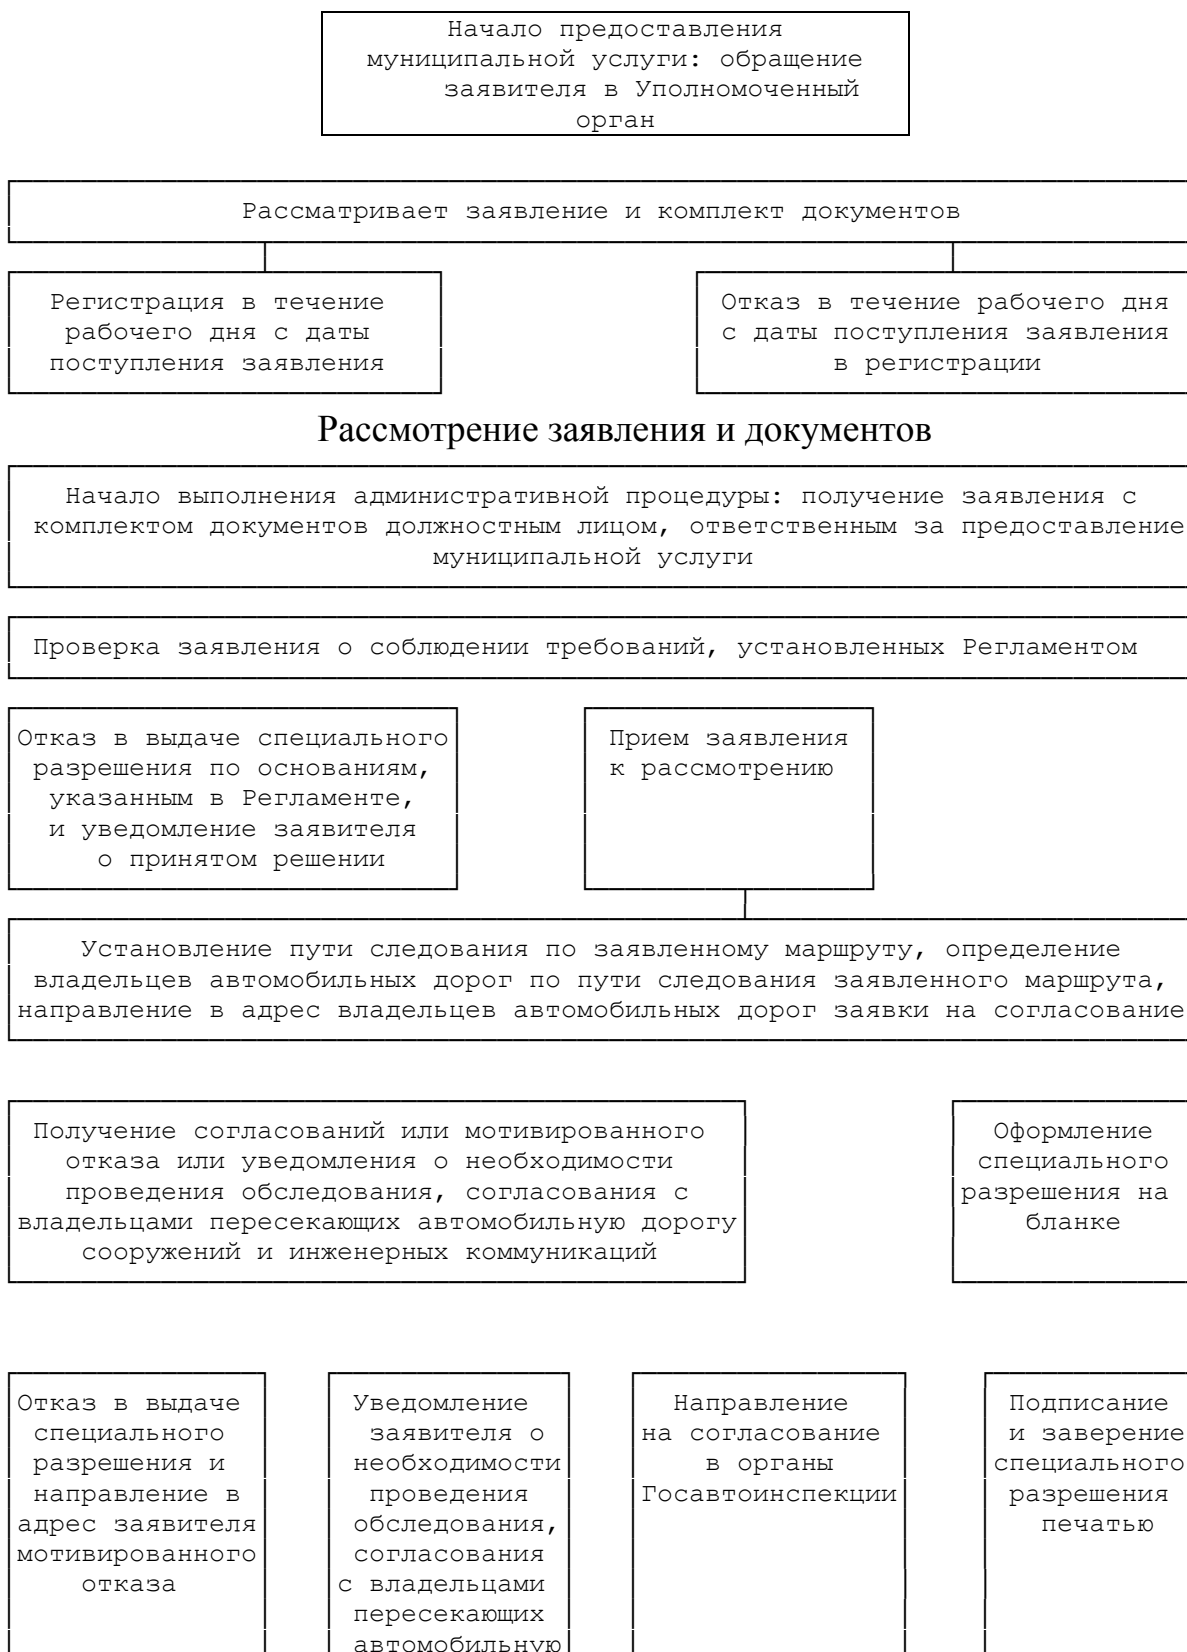 Начало предоставления
муниципальной услуги: обращение
заявителя в Уполномоченный
орган
Рассматривает заявление и комплект документов
Регистрация в течение
рабочего дня с даты
поступления заявления
Отказ в течение рабочего дня
с даты поступления заявления
в регистрации
Рассмотрение заявления и документов
Начало выполнения административной процедуры: получение заявления с
комплектом документов должностным лицом, ответственным за предоставление
муниципальной услуги
Проверка заявления о соблюдении требований, установленных Регламентом
Отказ в выдаче специального
разрешения по основаниям,
указанным в Регламенте,
и уведомление заявителя
о принятом решении
Прием заявления
к рассмотрению
Установление пути следования по заявленному маршруту, определение
владельцев автомобильных дорог по пути следования заявленного маршрута,
направление в адрес владельцев автомобильных дорог заявки на согласование
Получение согласований или мотивированного
отказа или уведомления о необходимости
проведения обследования, согласования с
владельцами пересекающих автомобильную дорогу
сооружений и инженерных коммуникаций
Оформление
специального
разрешения на
бланке
Отказ в выдаче
специального
разрешения и
направление в
адрес заявителя
мотивированного
отказа
Уведомление
заявителя о
необходимости
проведения
обследования,
согласования
с владельцами
пересекающих
автомобильную
Направление
на согласование
в органы
Госавтоинспекции
Подписание
и заверение
специального
разрешения
печатью